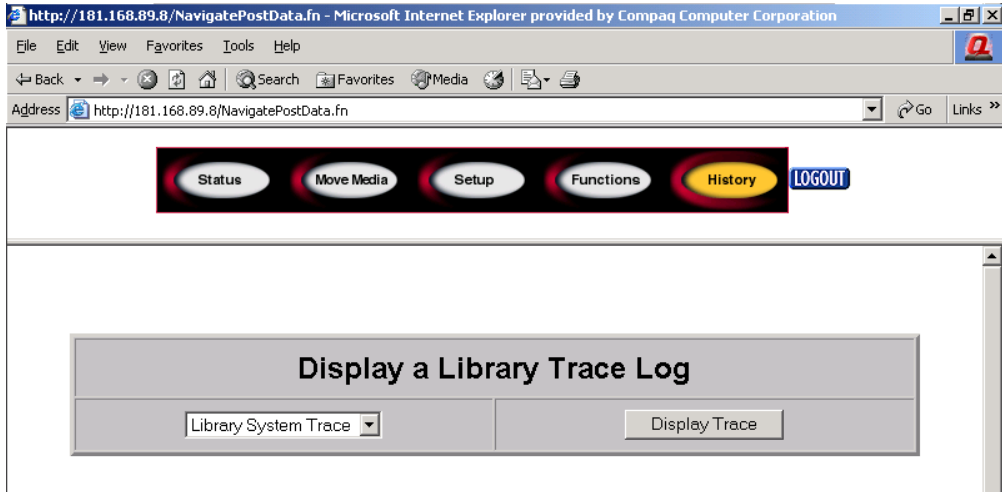 http://181.168.89.8/NavigatePostData.fn - Microsoft Internet Explorer provided by Compaq Computer Corporation
File Edit View Favorites Tools Help
Back Search Favorites Media
Address http://181.168.89.8/NavigatePostData.fn Go Links »
Status Move Media Setup Functions History LOGOUT
Display a Library Trace Log
Library System Trace Display Trace